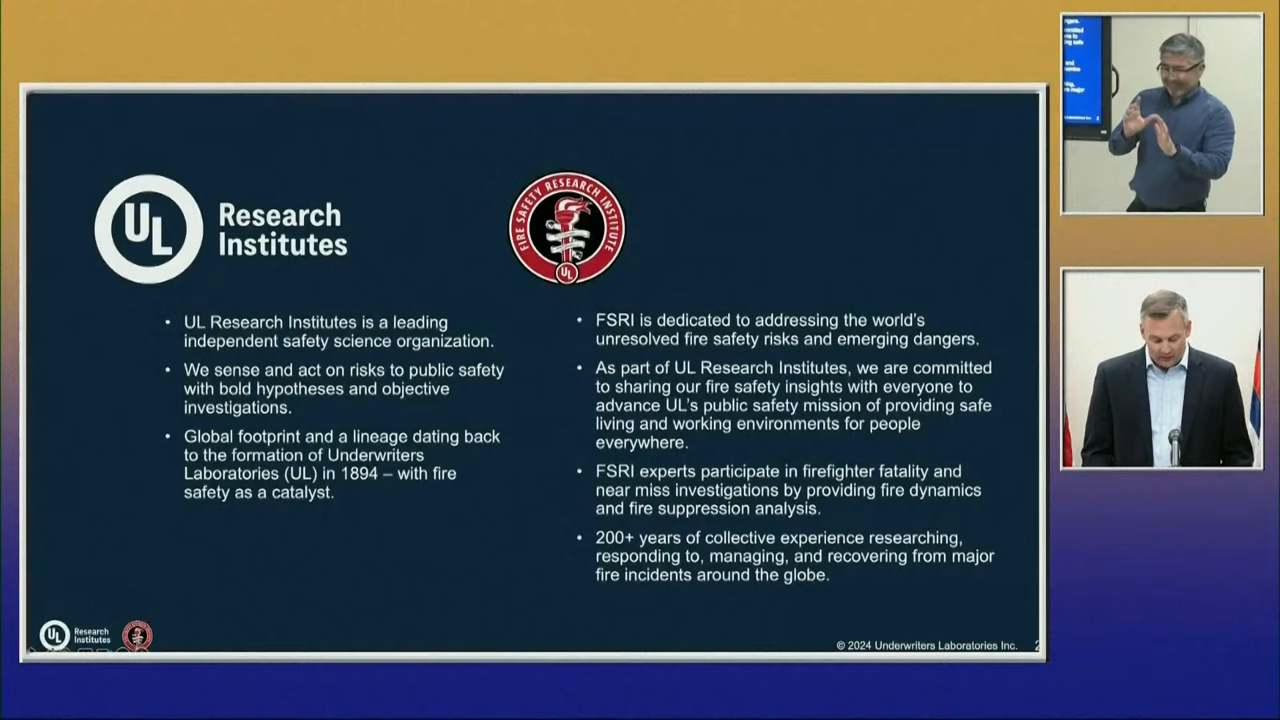 UL
Research
Institutes
FIRE SAFETY RESEARCH INSTITUTE
UL
• UL Research Institutes is a leading
independent safety science organization.
• We sense and act on risks to public safety
with bold hypotheses and objective
investigations.
• Global footprint and a lineage dating back
to the formation of Underwriters
Laboratories (UL) in 1894 – with fire
safety as a catalyst.
• FSRI is dedicated to addressing the world’s
unresolved fire safety risks and emerging dangers.
• As part of UL Research Institutes, we are committed
to sharing our fire safety insights with everyone to
advance UL’s public safety mission of providing safe
living and working environments for people
everywhere.
• FSRI experts participate in firefighter fatality and
near miss investigations by providing fire dynamics
and fire suppression analysis.
• 200+ years of collective experience researching,
responding to, managing, and recovering from major
fire incidents around the globe.
UL
Research
Institutes
© 2024 Underwriters Laboratories Inc.